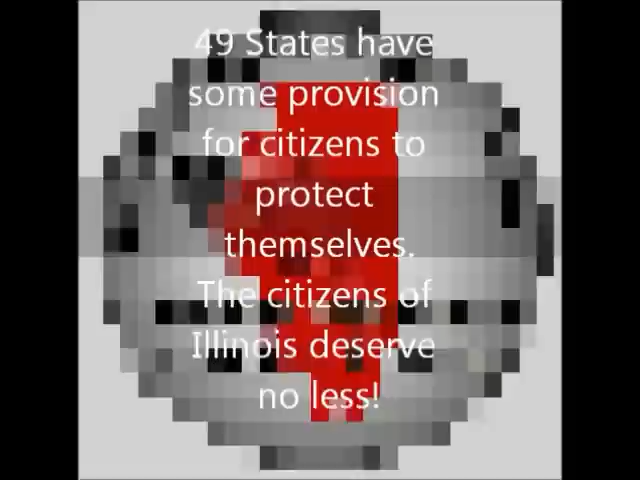 49 States have
some provision
for citizens to
protect
themselves.
The citizens of
Illinois deserve
no less!